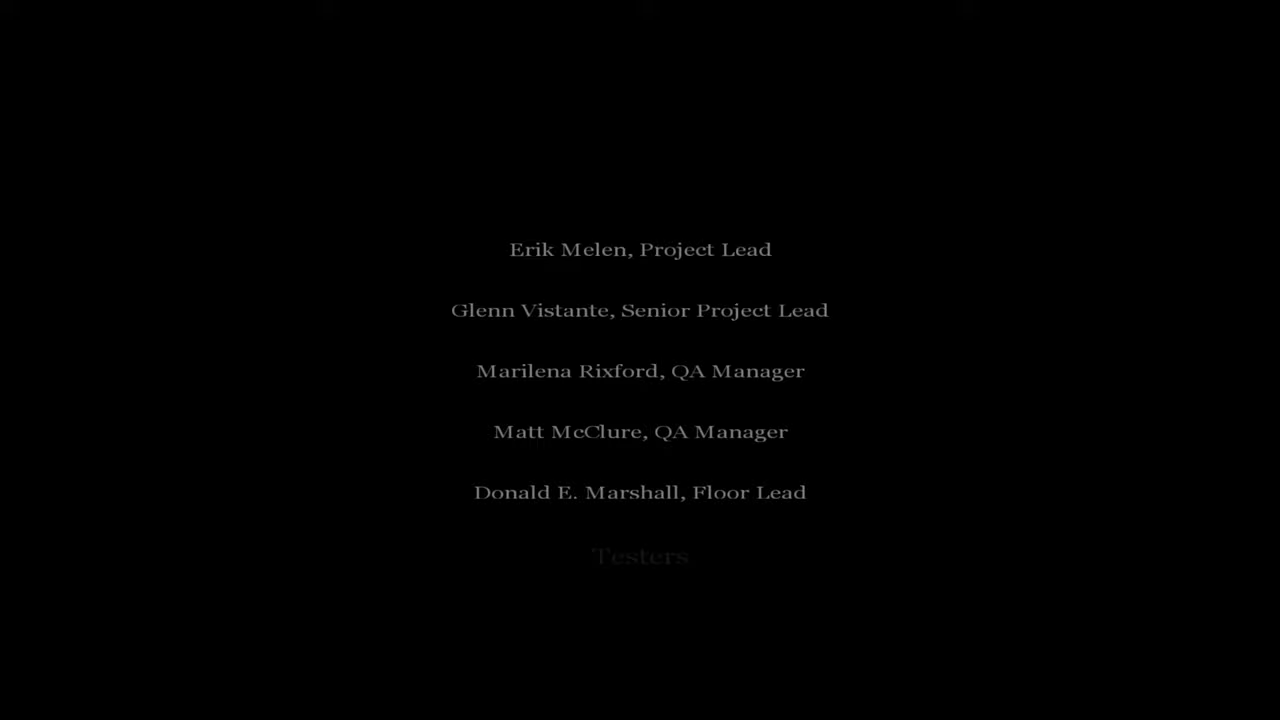 Erik Melen, Project Lead
Glenn Vistante, Senior Project Lead
Marilena Rixford, QA Manager
Matt McClure, QA Manager
Donald E. Marshall, Floor Lead
Testers